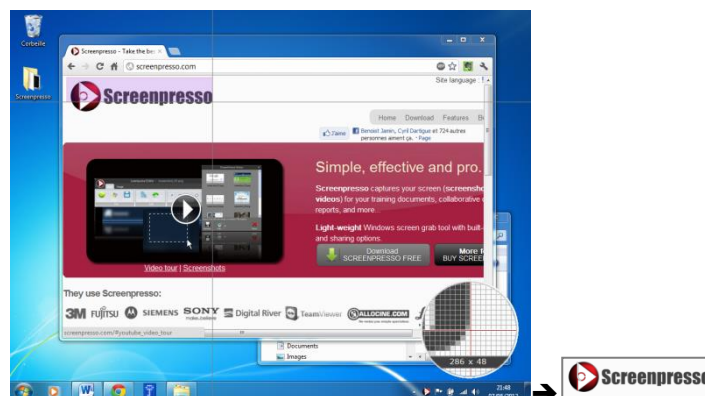 Corbeille
Screenpresso
Screenpresso - Take the bes
screenpresso.com
Site language :
Screenpresso
Home Download Features
J'aime
Benoet Janin, Cyril Dartigue et 724 autres
personnes aiment ça. · Page
Simple, effective and pro.
Screenpresso captures your screen (screensho
videos) for your training documents, collaborative
reports, and more...
Light-weight Windows screen grab tool with built-
and sharing options.
Download
SCREENPRESSO FREE
More f
BUY SCREE
Video tour | Screenshots
They use Screenpresso:
3M FUJITSU SIEMENS SONY Digital River TeamViewer ALLOCINE.COM
screenpresso.com/#youtube_video_tour
Documents
Images
286 x 48
21:48
Screenpresso